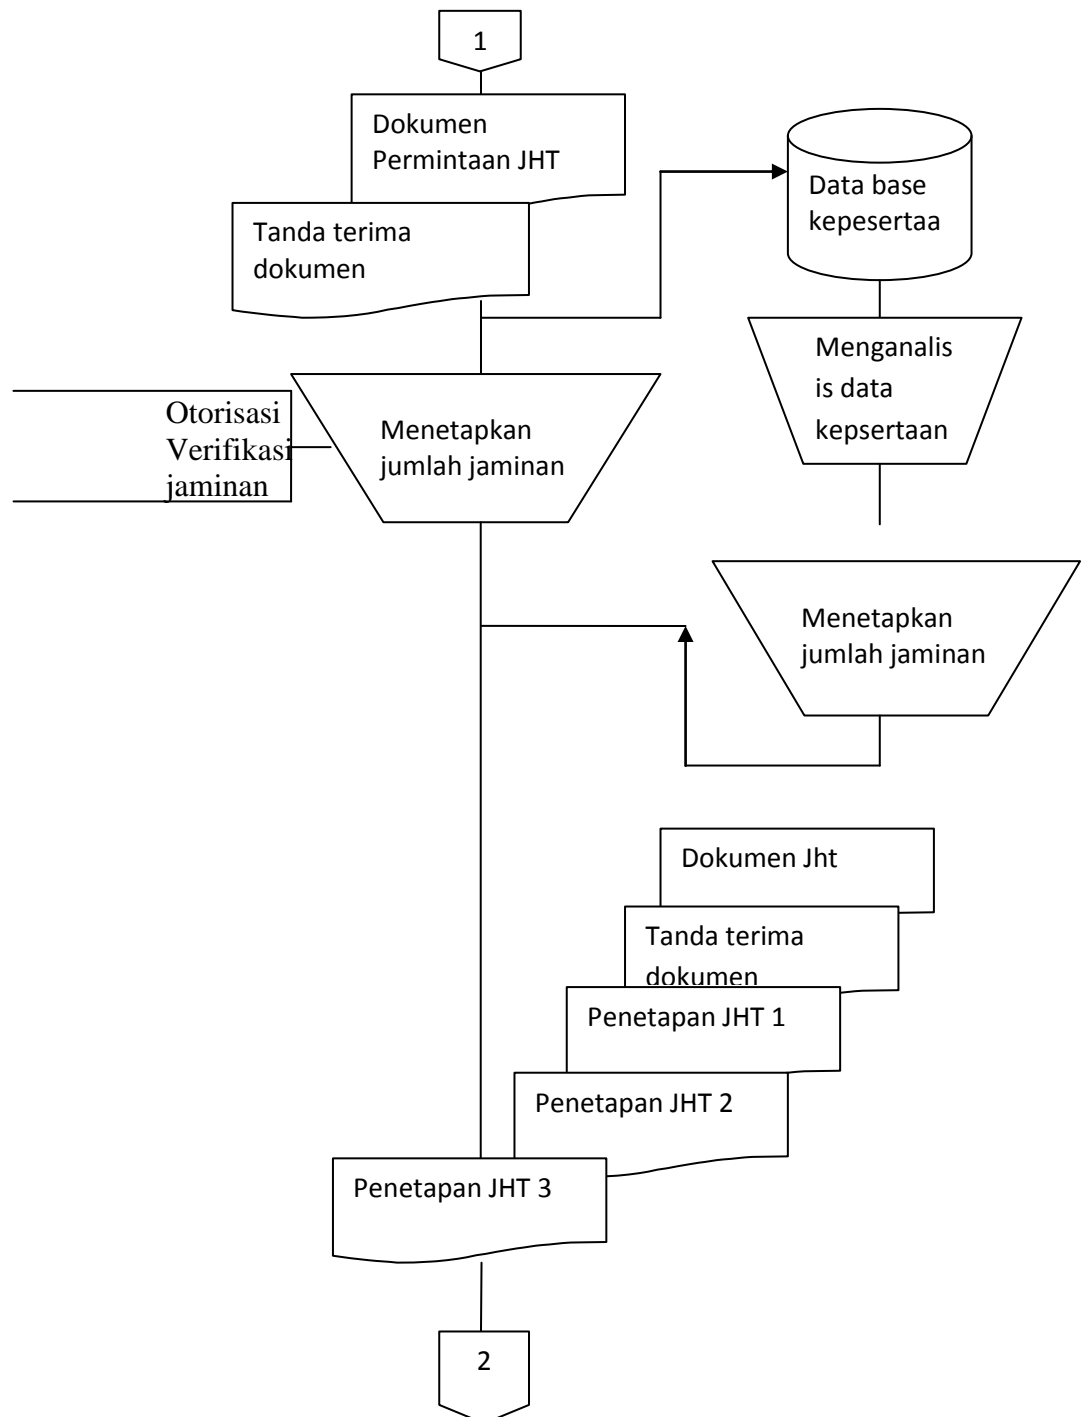 1
Dokumen
Permintaan JHT
Tanda terima
dokumen
Data base
kepesertaa
Menganalis
is data
kepsertaan
Otorisasi
Verifikasi
jaminan
Menetapkan
jumlah jaminan
Menetapkan
jumlah jaminan
Dokumen Jht
Tanda terima
dokumen
Penetapan JHT 1
Penetapan JHT 2
Penetapan JHT 3
2